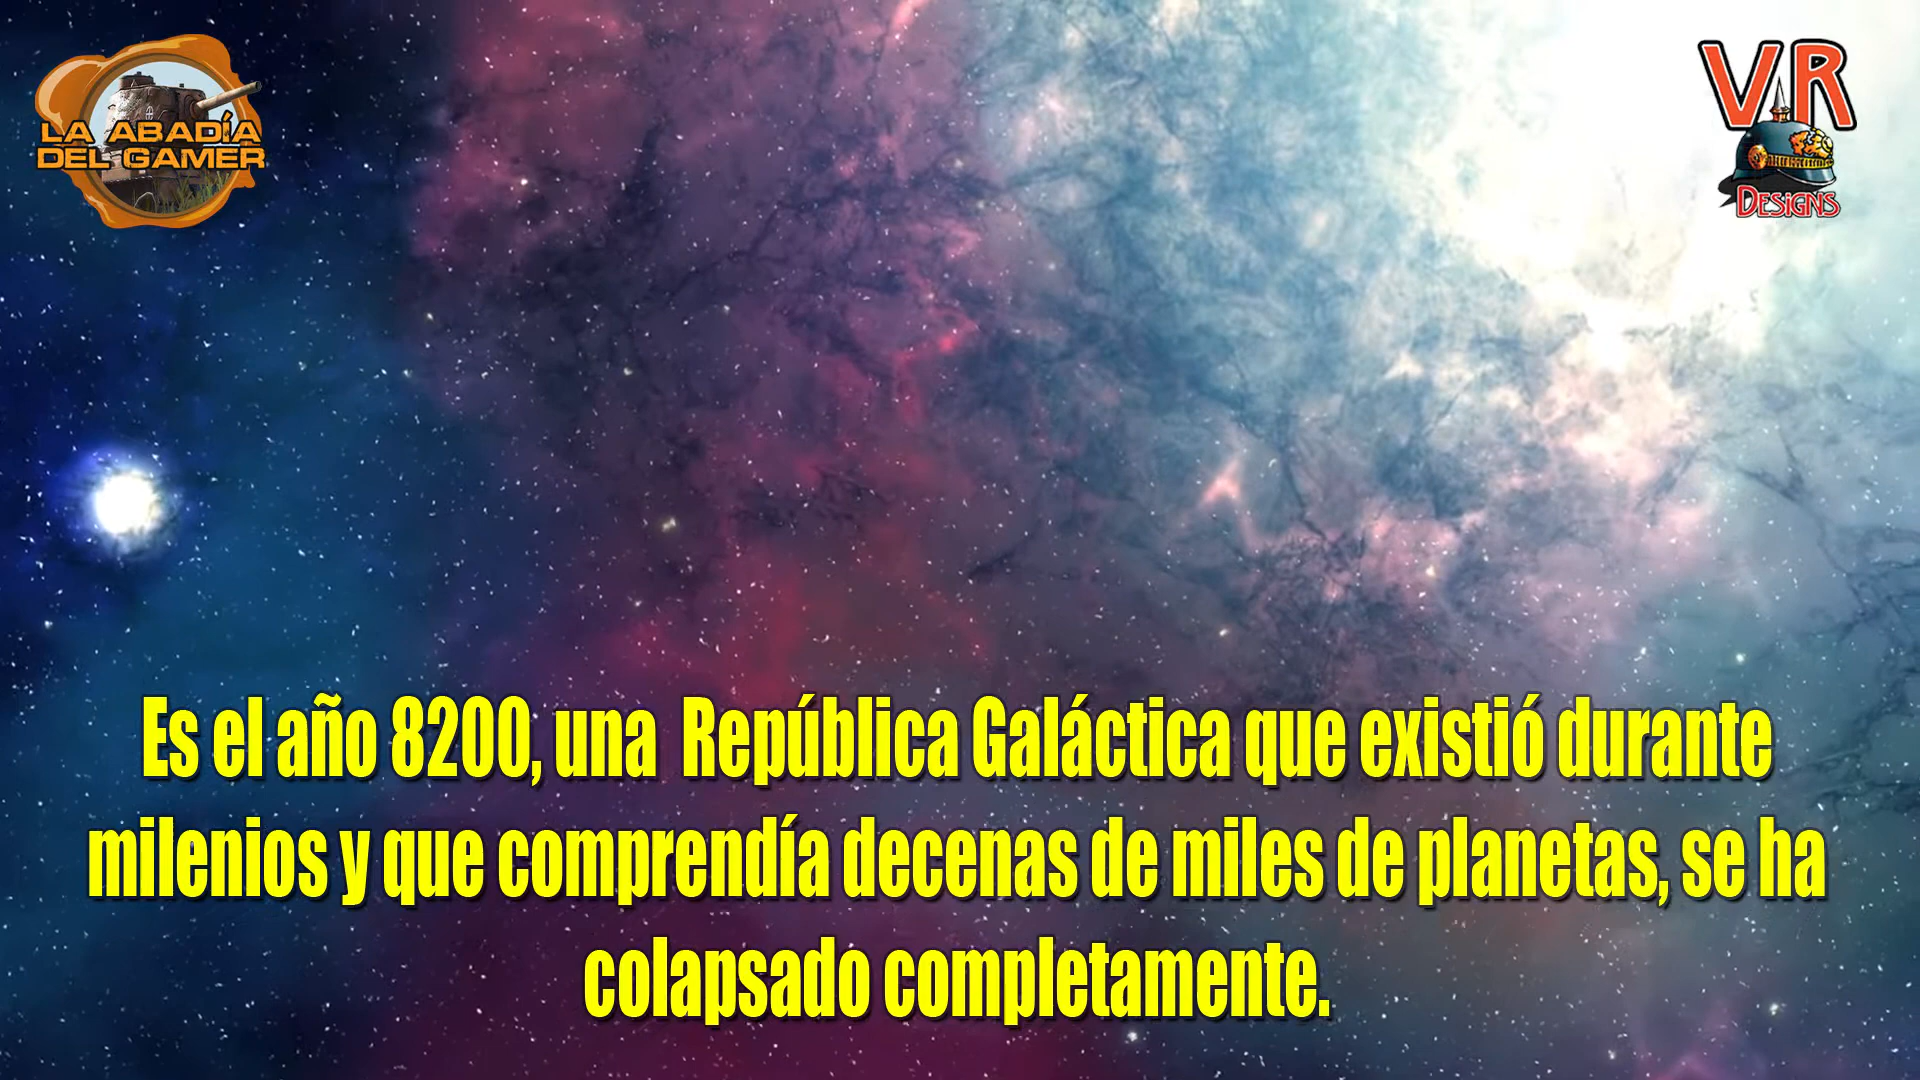 LA ABADÍA
DEL GAMER
VR
DESIGNS
Es el año 8200, una  República Galáctica que existió durante
milenios y que comprendía decenas de miles de planetas, se ha
colapsado completamente.